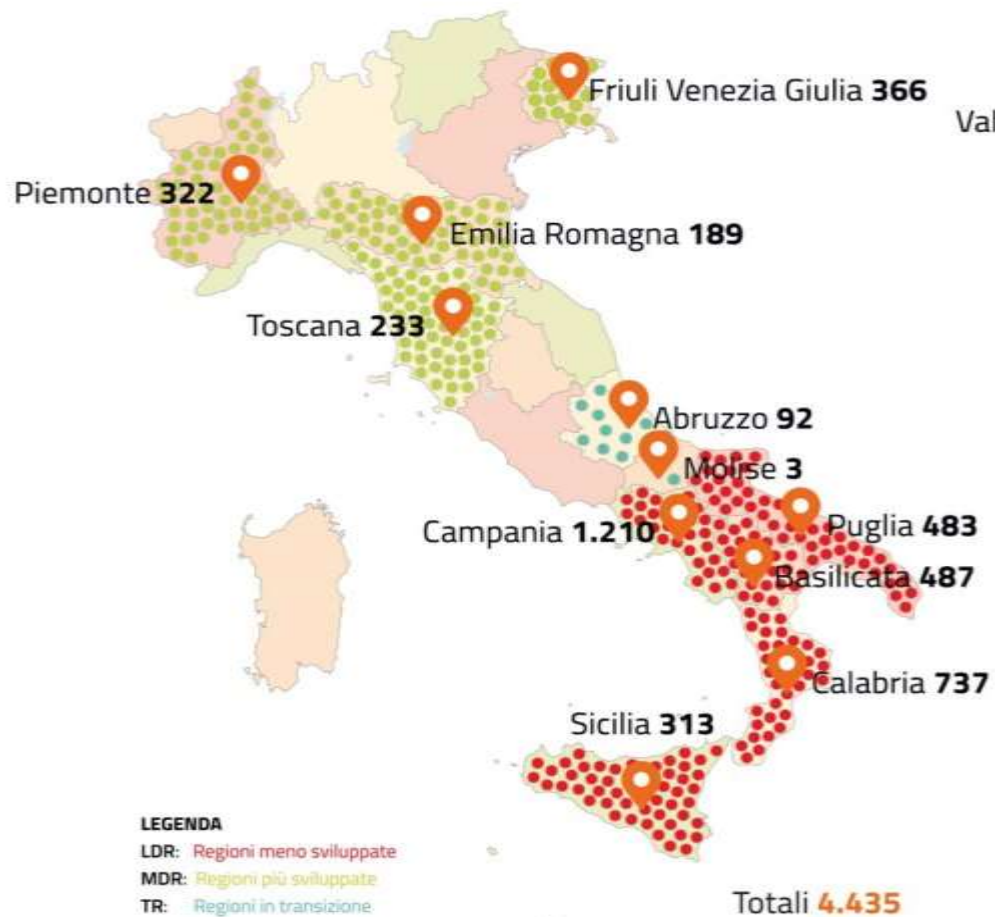 Friuli Venezia Giulia 366
Val
Piemonte 322
Emilia Romagna 189
Toscana 233
Abruzzo 92
Molise 3
Campania 1.210
Puglia 483
Basilicata 487
Calabria 737
Sicilia 313
LEGENDA
LDR: Regioni meno sviluppate
MDR: Regioni più sviluppate
TR: Regioni in transizione
Totali 4.435